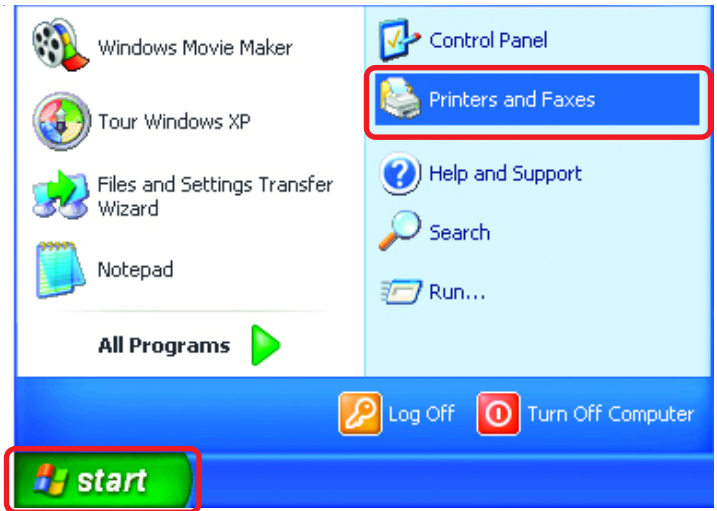 Windows Movie Maker
Tour Windows XP
Files and Settings Transfer
Wizard
Notepad
All Programs
Control Panel
Printers and Faxes
Help and Support
Search
Run...
Log Off
Turn Off Computer
start